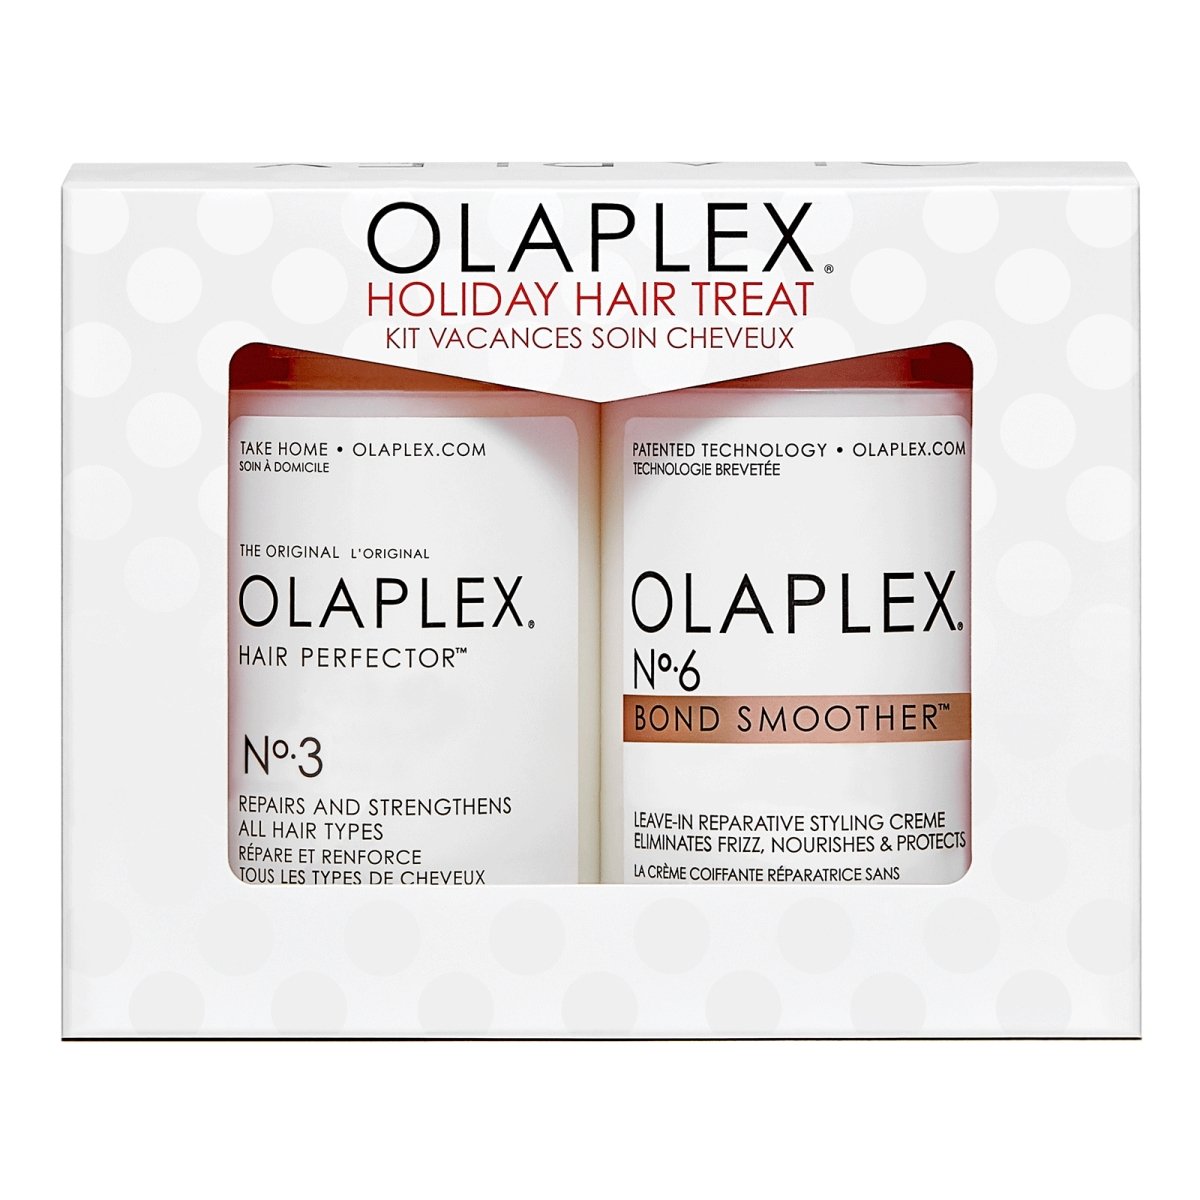 OLAPLEX®
HOLIDAY HAIR TREAT
KIT VACANCES SOIN CHEVEUX
TAKE HOME • OLAPLEX.COM
SOIN À DOMICILE
THE ORIGINAL L'ORIGINAL
OLAPLEX®
HAIR PERFECTOR™
Nº.3
REPAIRS AND STRENGTHENS
ALL HAIR TYPES
RÉPARE ET RENFORCE
TOUS LES TYPES DE CHEVEUX
PATENTED TECHNOLOGY • OLAPLEX.COM
TECHNOLOGIE BREVETÉE
OLAPLEX®
Nº.6
BOND SMOOTHER™
LEAVE-IN REPARATIVE STYLING CREME
ELIMINATES FRIZZ, NOURISHES & PROTECTS
LA CRÈME COIFFANTE RÉPARATRICE SANS